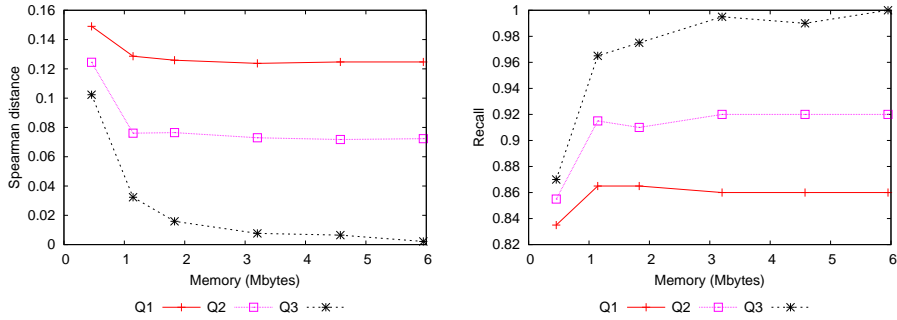 0.16
0.14
0.12
0.1
0.08
0.06
0.04
0.02
0
Spearman distance
0 1 2 3 4 5 6
Memory (Mbytes)
Q1 Q2 Q3
1
0.98
0.96
0.94
0.92
0.9
0.88
0.86
0.84
0.82
Recall
0 1 2 3 4 5 6
Memory (Mbytes)
Q1 Q2 Q3